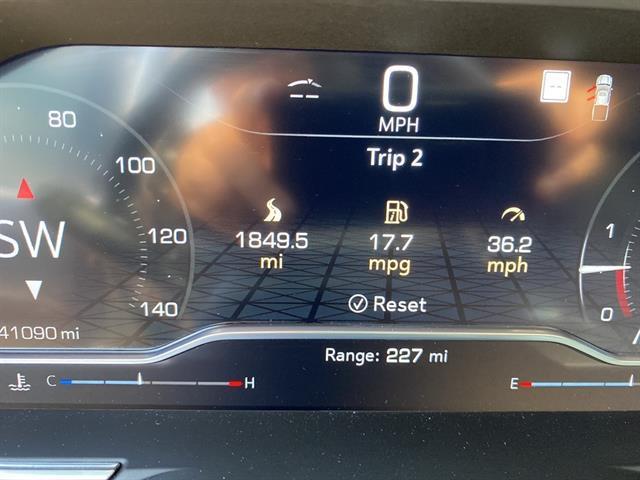 0
MPH
Trip 2
80
100
120
140
SW
1849.5 mi
17.7 mpg
36.2 mph
Reset
41090 mi
Range: 227 mi
C H
E
1
0
--